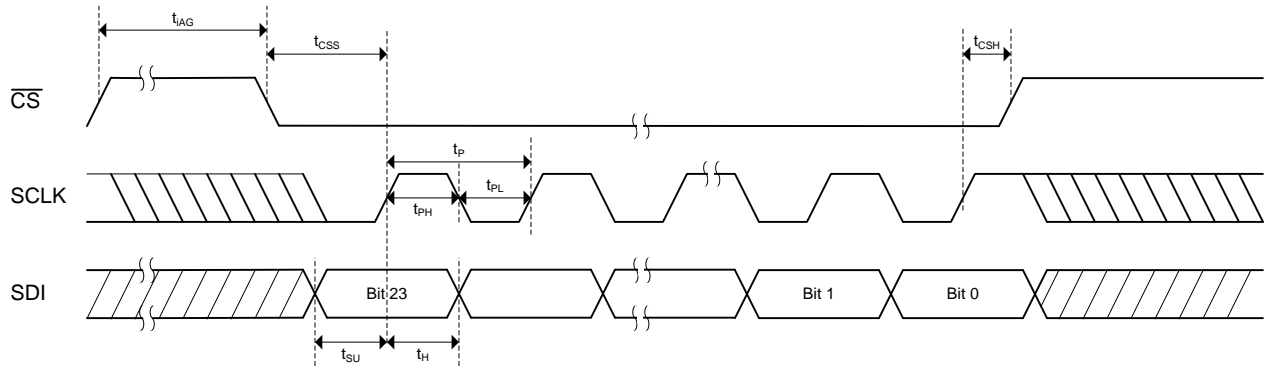 tiAG
tCSS
tCSH
CS
tP
SCLK
tPH
tPL
SDI
Bit 23
Bit 1
Bit 0
tSU
tH